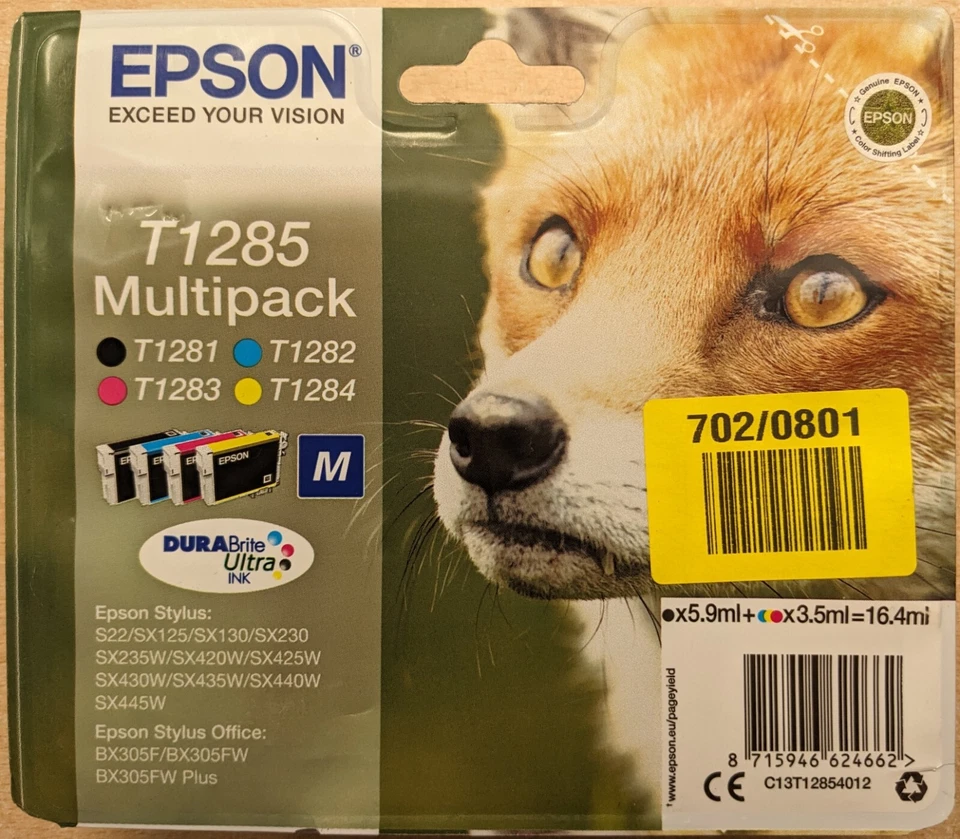 EPSON®
EXCEED YOUR VISION
T1285
Multipack
T1281 T1282
T1283 T1284
EPSON
M
DURABrite
Ultra
INK
Epson Stylus:
S22/SX125/SX130/SX230
SX235W/SX420W/SX425W
SX430W/SX435W/SX440W
SX445W
Epson Stylus Office:
BX305F/BX305FW
BX305FW Plus
Genuine EPSON
EPSON
Color Shifting Label
702/0801
x5.9ml+ x3.5ml=16.4ml
www.epson.eu/pageyield
8 715946 624662 >
CE C13T12854012